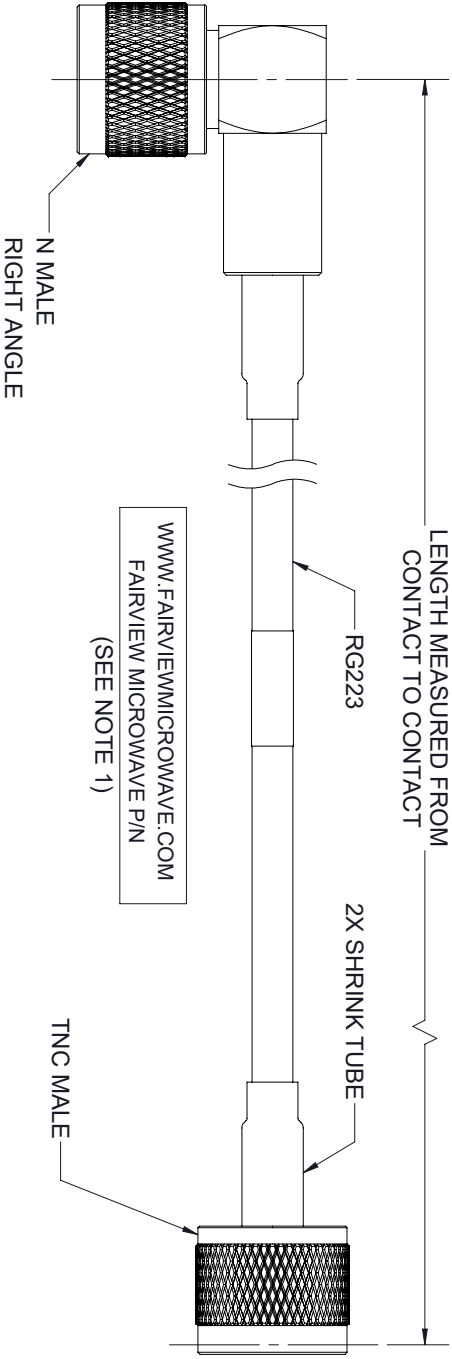 LENGTH MEASURED FROM
CONTACT TO CONTACT
RG223
2X SHRINK TUBE
N MALE
RIGHT ANGLE
WWW.FAIRVIEWMICROWAVE.COM
FAIRVIEW MICROWAVE P/N
(SEE NOTE 1)
TNC MALE